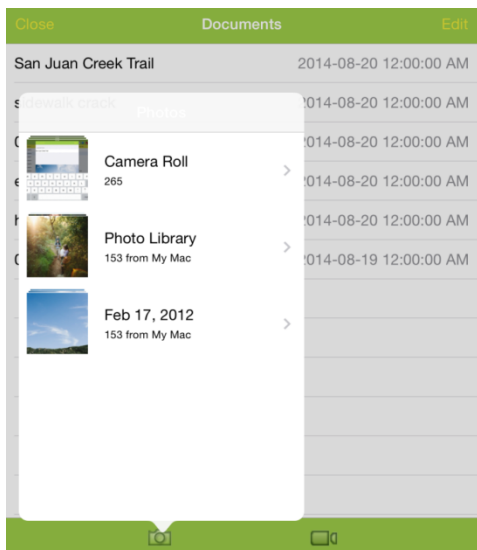 Close Documents Edit
San Juan Creek Trail 2014-08-20 12:00:00 AM
sidewalk crack 2014-08-20 12:00:00 AM
Photos
2014-08-20 12:00:00 AM
Camera Roll
265
2014-08-20 12:00:00 AM
Photo Library
153 from My Mac
2014-08-20 12:00:00 AM
2014-08-19 12:00:00 AM
Feb 17, 2012
153 from My Mac